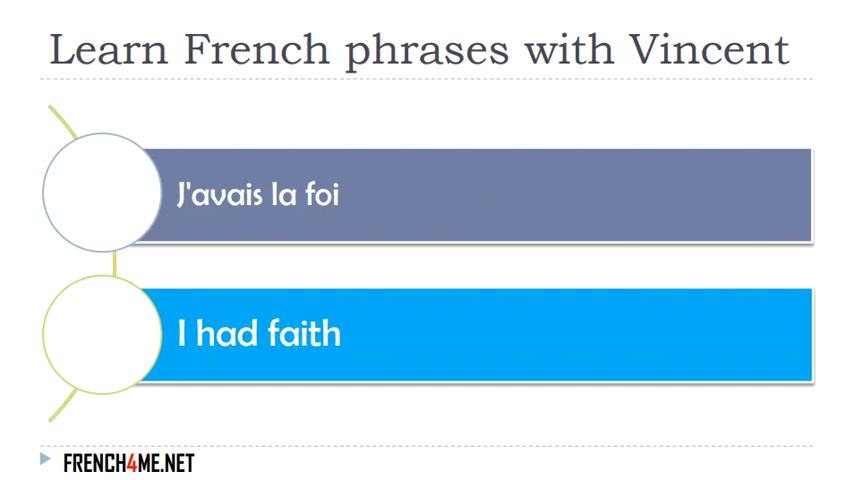 Learn French phrases with Vincent
J'avais la foi
I had faith
FRENCH4ME.NET